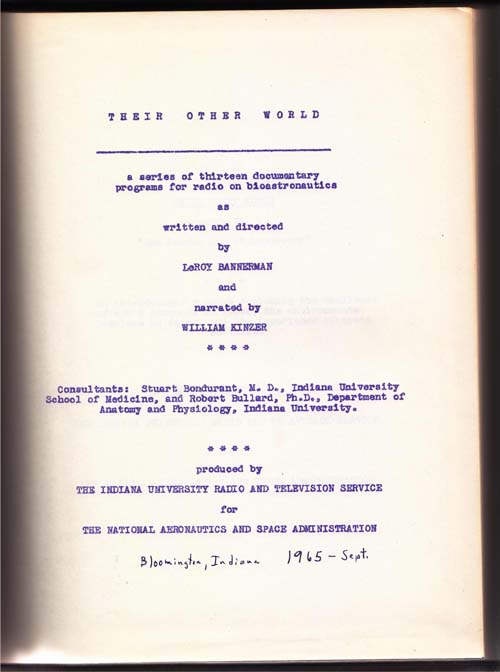 THEIR OTHER WORLD
a series of thirteen documentary
programs for radio on bioastronautics
as
written and directed
by
LeROY BANNERMAN
and
narrated by
WILLIAM KINZER
* * * *
Consultants: Stuart Bondurant, M. D., Indiana University
School of Medicine, and Robert Bullard, Ph.D., Department of
Anatomy and Physiology, Indiana University.
* * * *
produced by
THE INDIANA UNIVERSITY RADIO AND TELEVISION SERVICE
for
THE NATIONAL AERONAUTICS AND SPACE ADMINISTRATION
Bloomington, Indiana 1965 - Sept.